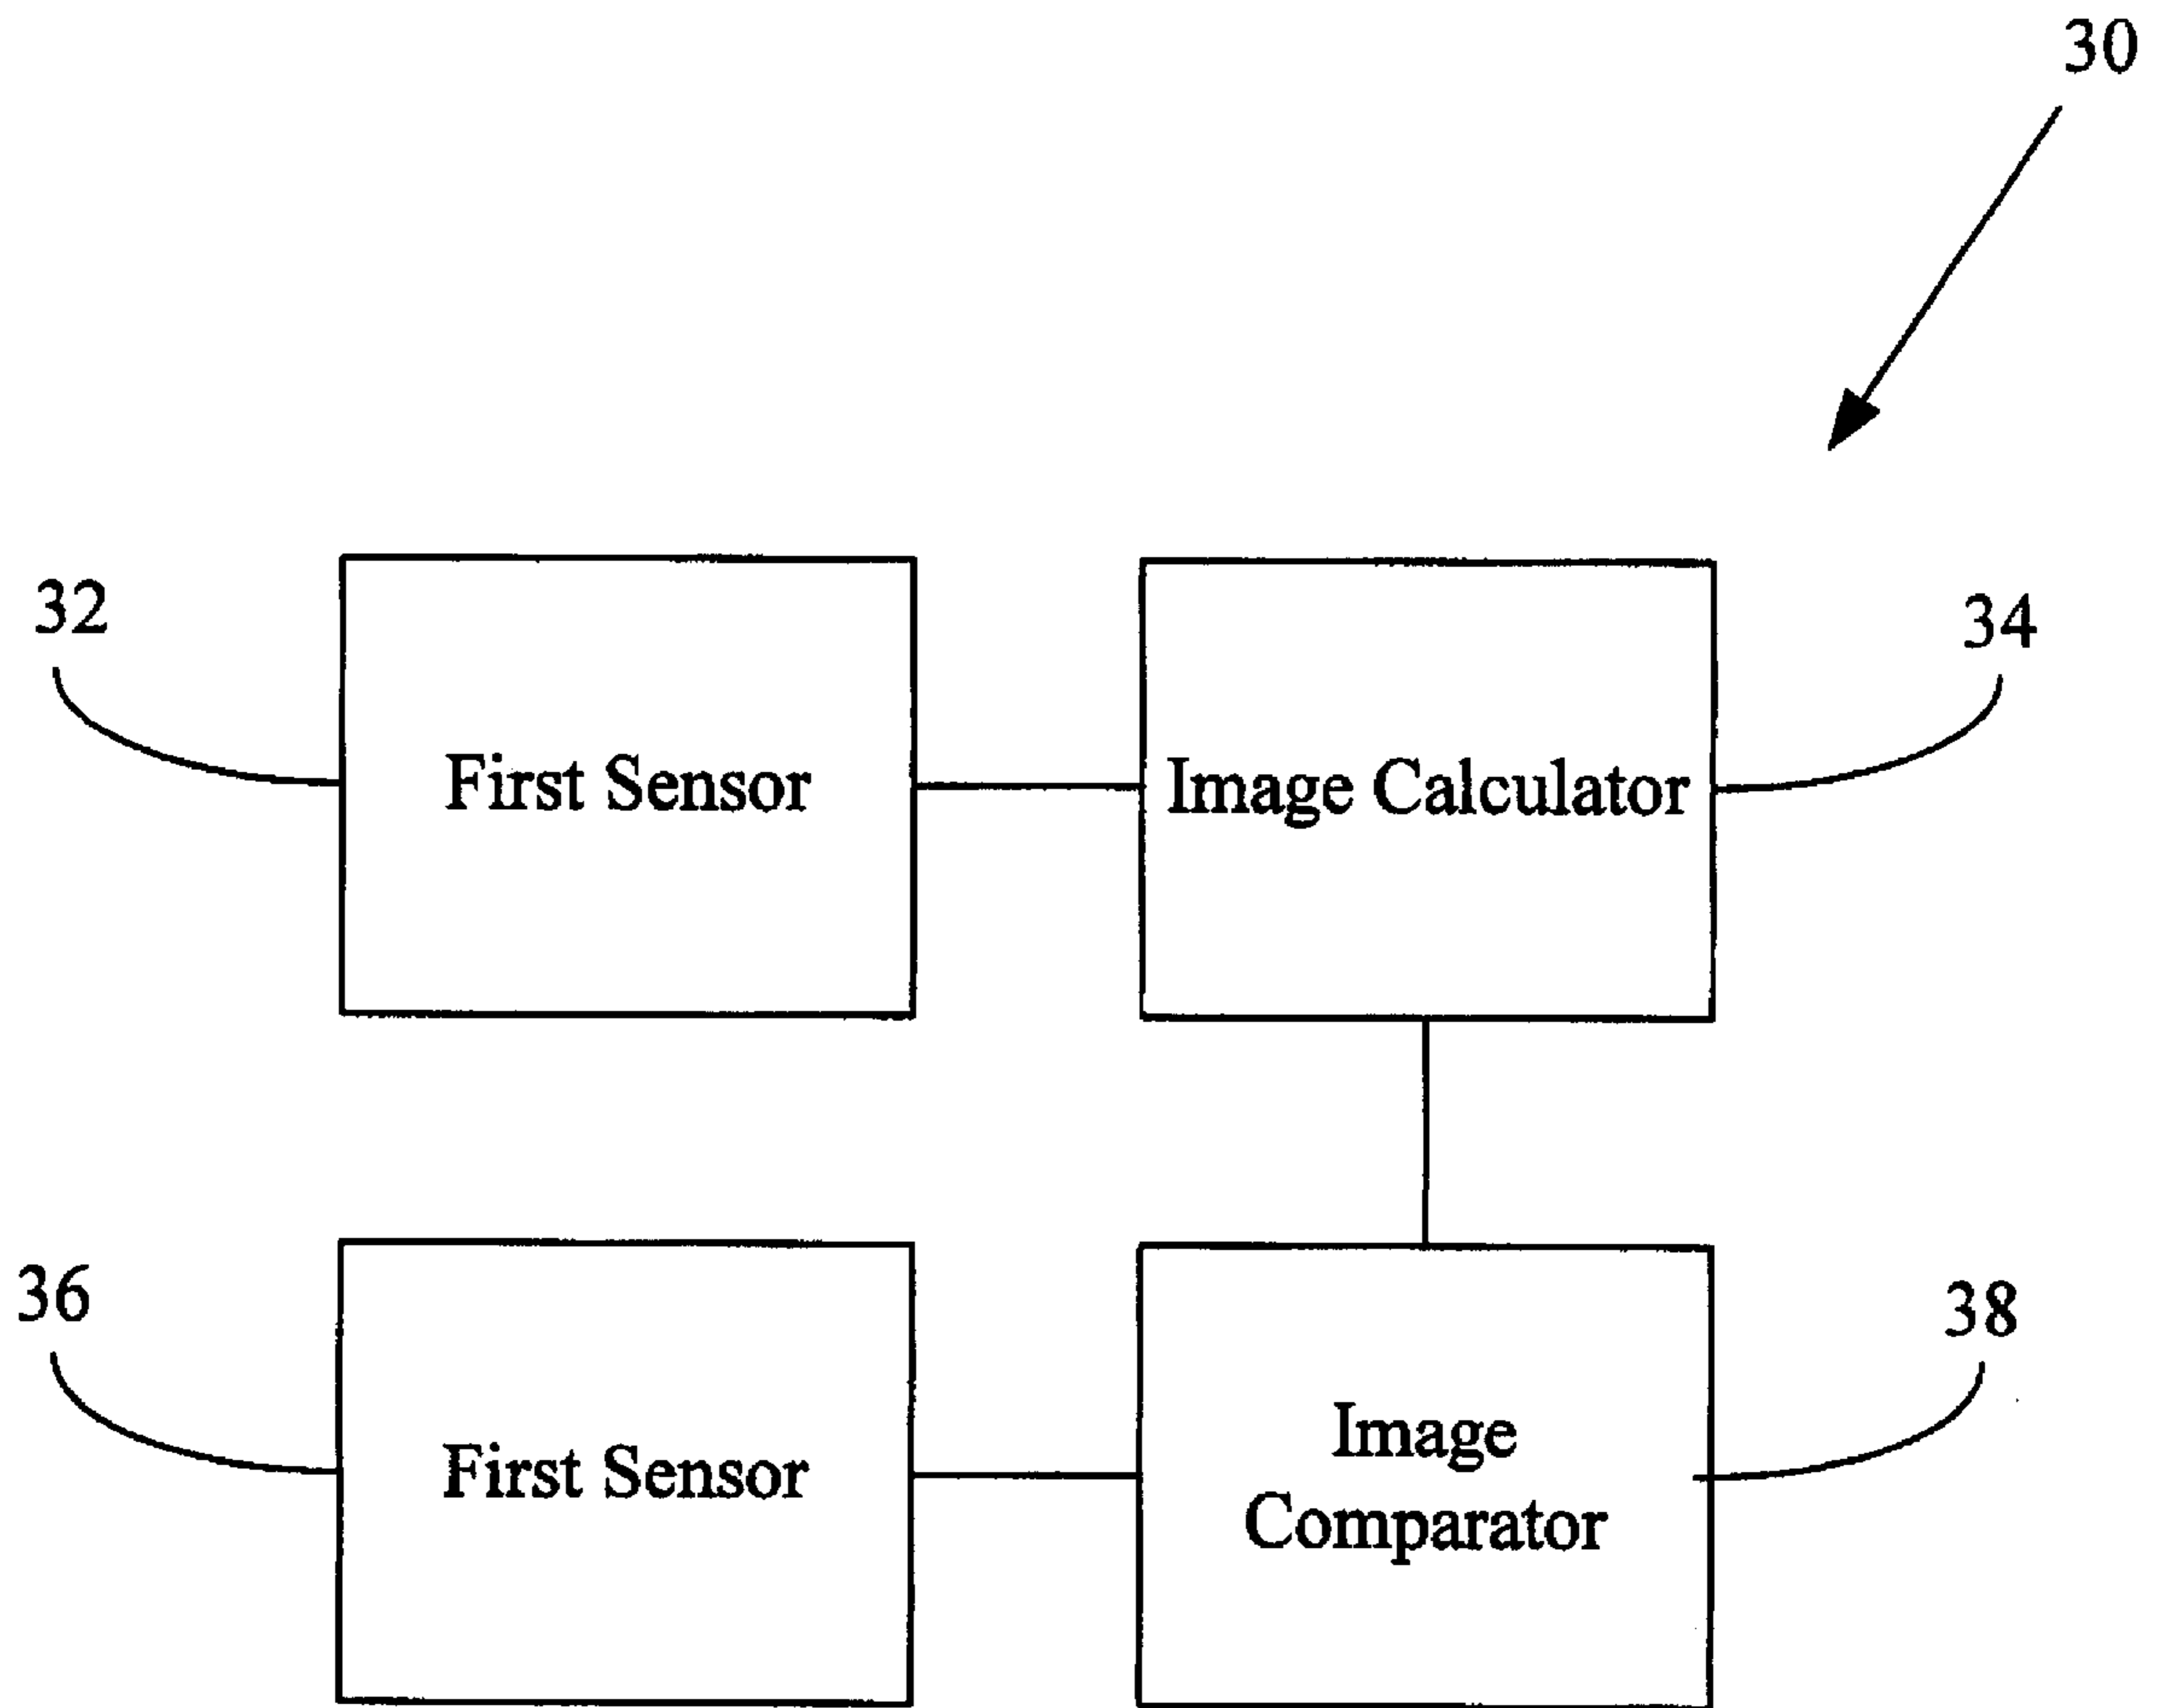 30
32
34
First Sensor
Image Calculator
36
38
First Sensor
Image
Comparator